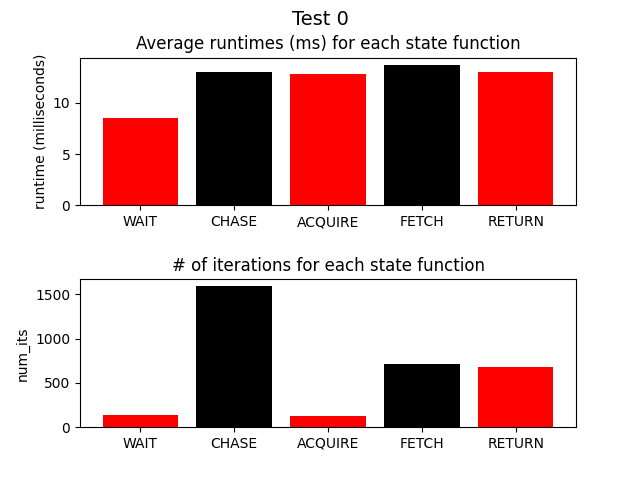 Test 0
Average runtimes (ms) for each state function
runtime (milliseconds)
10
5
0
WAIT CHASE ACQUIRE FETCH RETURN
# of iterations for each state function
num_its
1500
1000
500
0
WAIT CHASE ACQUIRE FETCH RETURN